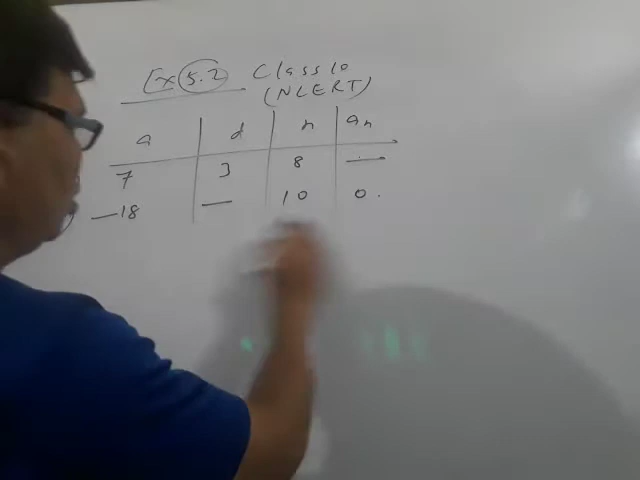 Ex 5.2 Class 10
(NCERT)
a d n an
7 3 8 —
—18 — 10 0.